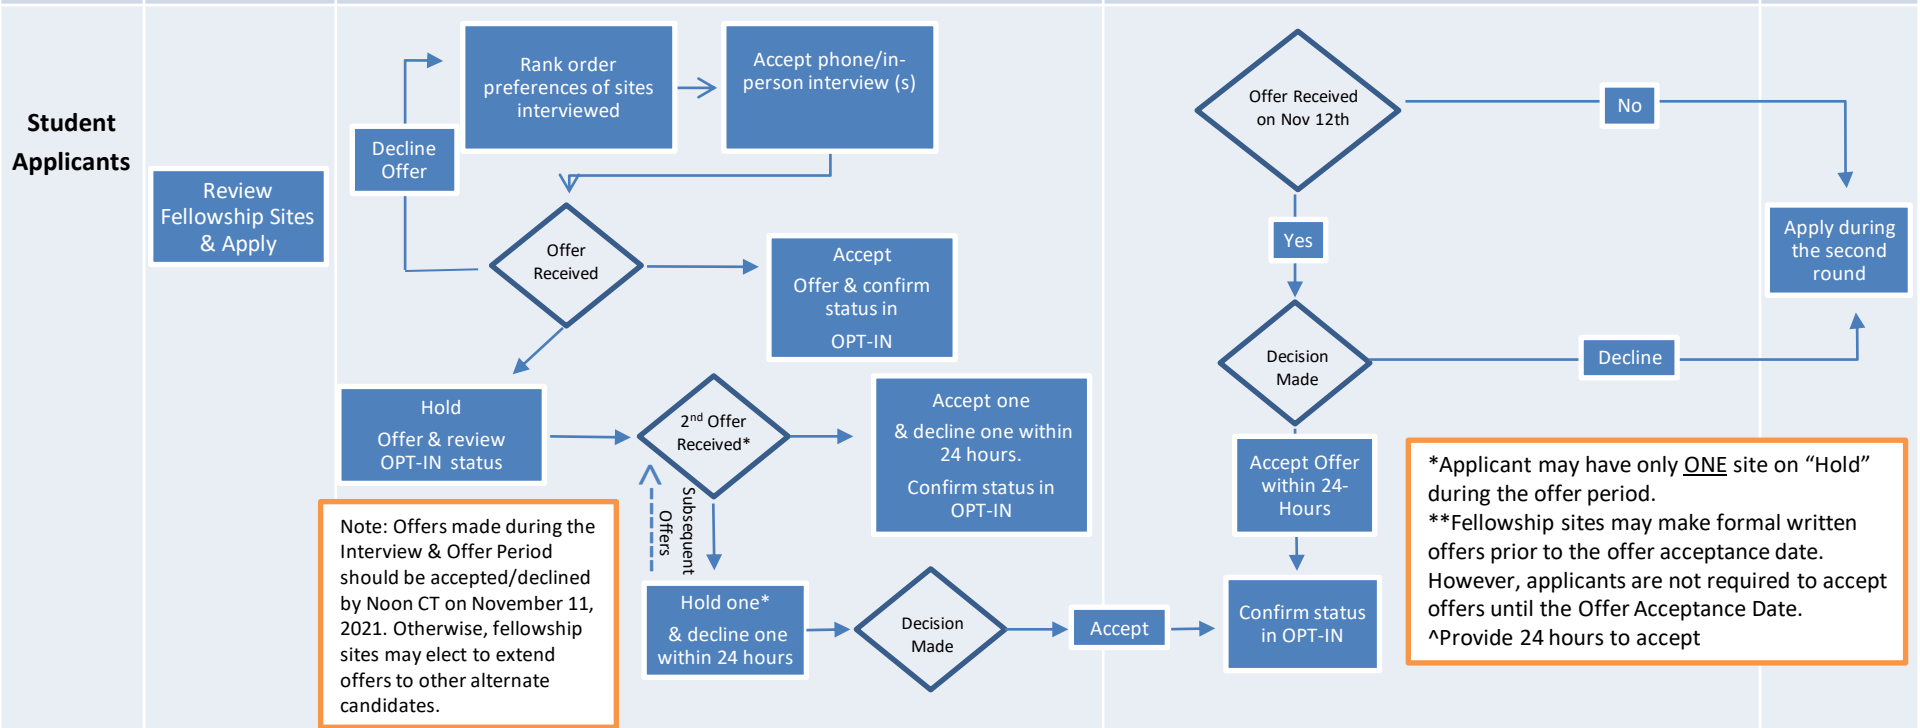 Student
Applicants
Review
Fellowship Sites
& Apply
Decline
Offer
Rank order
preferences of sites
interviewed
Accept phone/in-
person interview (s)
Offer
Received
Accept
Offer & confirm
status in
OPT-IN
Hold
Offer & review
OPT-IN status
2nd Offer
Received*
Accept one
& decline one within
24 hours.
Confirm status in
OPT-IN
Subsequent
Offers
Note: Offers made during the
Interview & Offer Period
should be accepted/declined
by Noon CT on November 11,
2021. Otherwise, fellowship
sites may elect to extend
offers to other alternate
candidates.
Hold one*
& decline one
within 24 hours
Decision
Made
Accept
Offer Received
on Nov 12th
No
Yes
Apply during
the second
round
Decision
Made
Decline
Accept Offer
within 24-
Hours
Confirm status
in OPT-IN
*Applicant may have only ONE site on “Hold”
during the offer period.
**Fellowship sites may make formal written
offers prior to the offer acceptance date.
However, applicants are not required to accept
offers until the Offer Acceptance Date.
^Provide 24 hours to accept